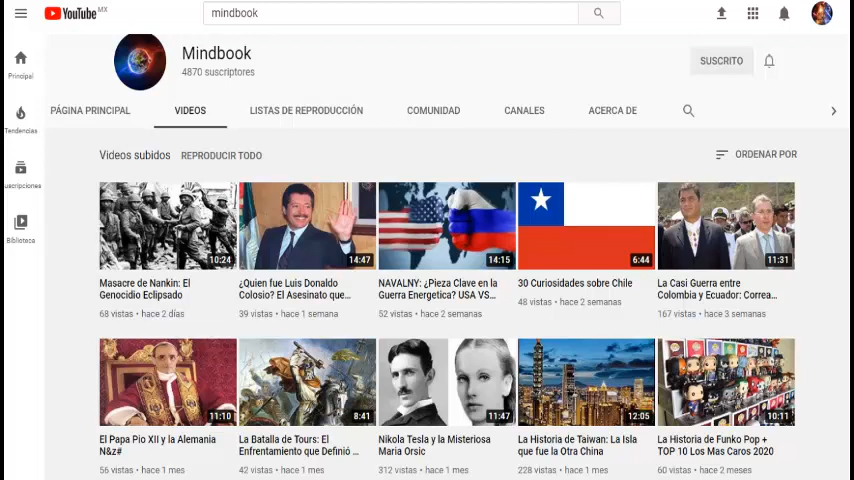 YouTube MX
mindbook
Mindbook
4870 suscriptores
SUSCRITO
Principal
Tendencias
uscripciones
Biblioteca
PÁGINA PRINCIPAL VIDEOS LISTAS DE REPRODUCCIÓN COMUNIDAD CANALES ACERCA DE
Videos subidos REPRODUCIR TODO
ORDENAR POR
10:24
Masacre de Nankin: El
Genocidio Eclipsado
68 vistas • hace 2 días
14:47
¿Quien fue Luis Donaldo
Colosio? El Asesinato que...
39 vistas • hace 1 semana
14:15
NAVALNY: ¿Pieza Clave en la
Guerra Energetica? USA VS...
52 vistas • hace 2 semanas
6:44
30 Curiosidades sobre Chile
48 vistas • hace 2 semanas
11:31
La Casi Guerra entre
Colombia y Ecuador: Correa...
167 vistas • hace 3 semanas
11:10
El Papa Pio XII y la Alemania
N&z#
56 vistas • hace 1 mes
8:41
La Batalla de Tours: El
Enfrentamiento que Definió ...
42 vistas • hace 1 mes
11:47
Nikola Tesla y la Misteriosa
Maria Orsic
312 vistas • hace 1 mes
12:05
La Historia de Taiwan: La Isla
que fue la Otra China
228 vistas • hace 1 mes
10:11
La Historia de Funko Pop +
TOP 10 Los Mas Caros 2020
60 vistas • hace 2 meses